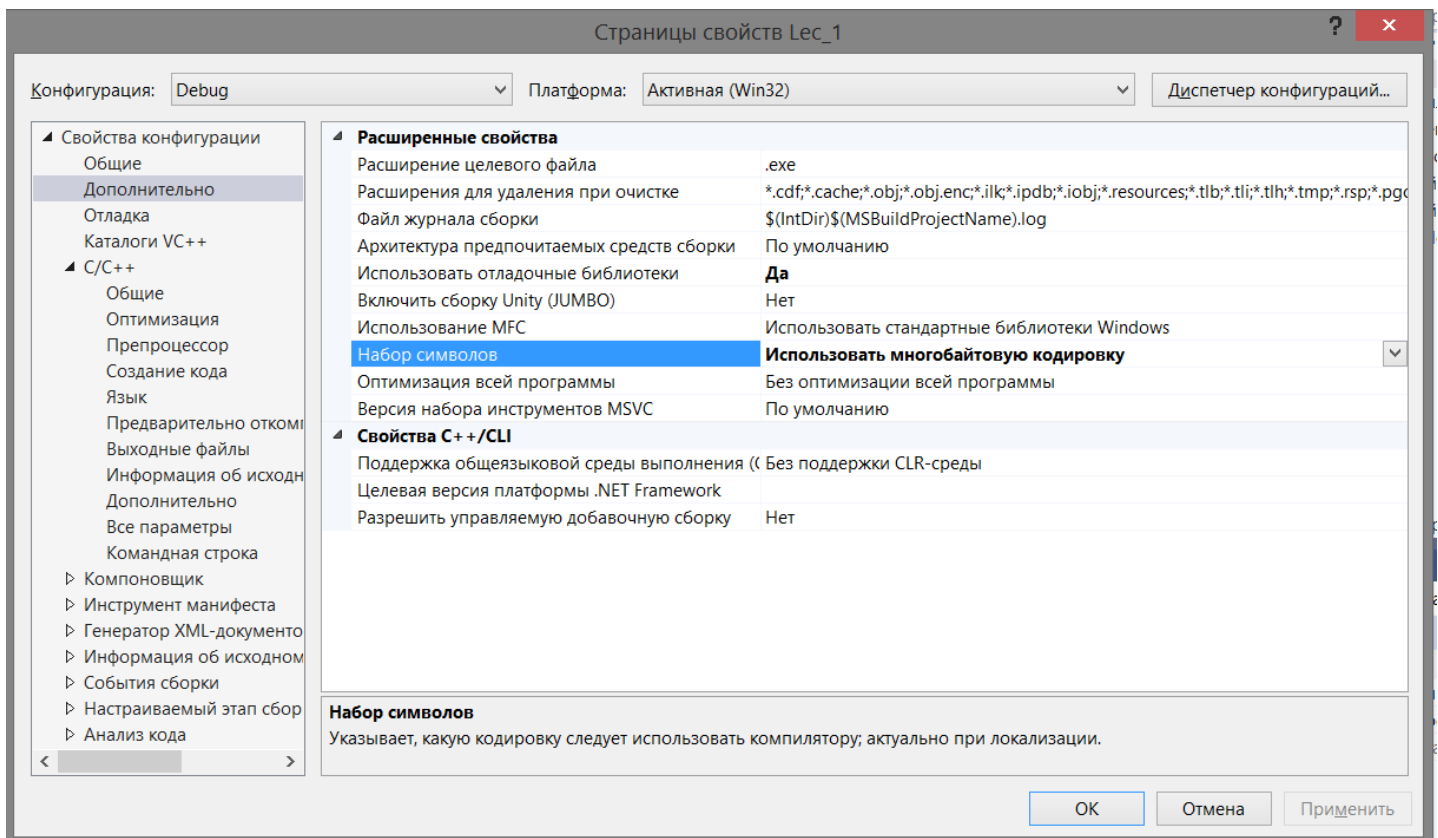 Страницы свойств Lec_1
?
Конфигурация: Debug Платформа: Активная (Win32) Диспетчер конфигураций...
Свойства конфигурации
Общие
Дополнительно
Отладка
Каталоги VC++
C/C++
Общие
Оптимизация
Препроцессор
Создание кода
Язык
Предварительно откомп
Выходные файлы
Информация об исходн
Дополнительно
Все параметры
Командная строка
Компоновщик
Инструмент манифеста
Генератор XML-документо
Информация об исходном
События сборки
Настраиваемый этап сбор
Анализ кода
Расширенные свойства
Расширение целевого файла .exe
Расширения для удаления при очистке *.cdf;*.cache;*.obj;*.obj.enc;*.ilk;*.ipdb;*.iobj;*.resources;*.tlb;*.tli;*.tlh;*.tmp;*.rsp;*.pgc
Файл журнала сборки $(IntDir)$(MSBuildProjectName).log
Архитектура предпочитаемых средств сборки По умолчанию
Использовать отладочные библиотеки Да
Включить сборку Unity (JUMBO) Нет
Использование MFC Использовать стандартные библиотеки Windows
Набор символов Использовать многобайтовую кодировку
Оптимизация всей программы Без оптимизации всей программы
Версия набора инструментов MSVC По умолчанию
Свойства C++/CLI
Поддержка общеязыковой среды выполнения (C Без поддержки CLR-среды
Целевая версия платформы .NET Framework
Разрешить управляемую добавочную сборку Нет
Набор символов
Указывает, какую кодировку следует использовать компилятору; актуально при локализации.
ОК Отмена Применить